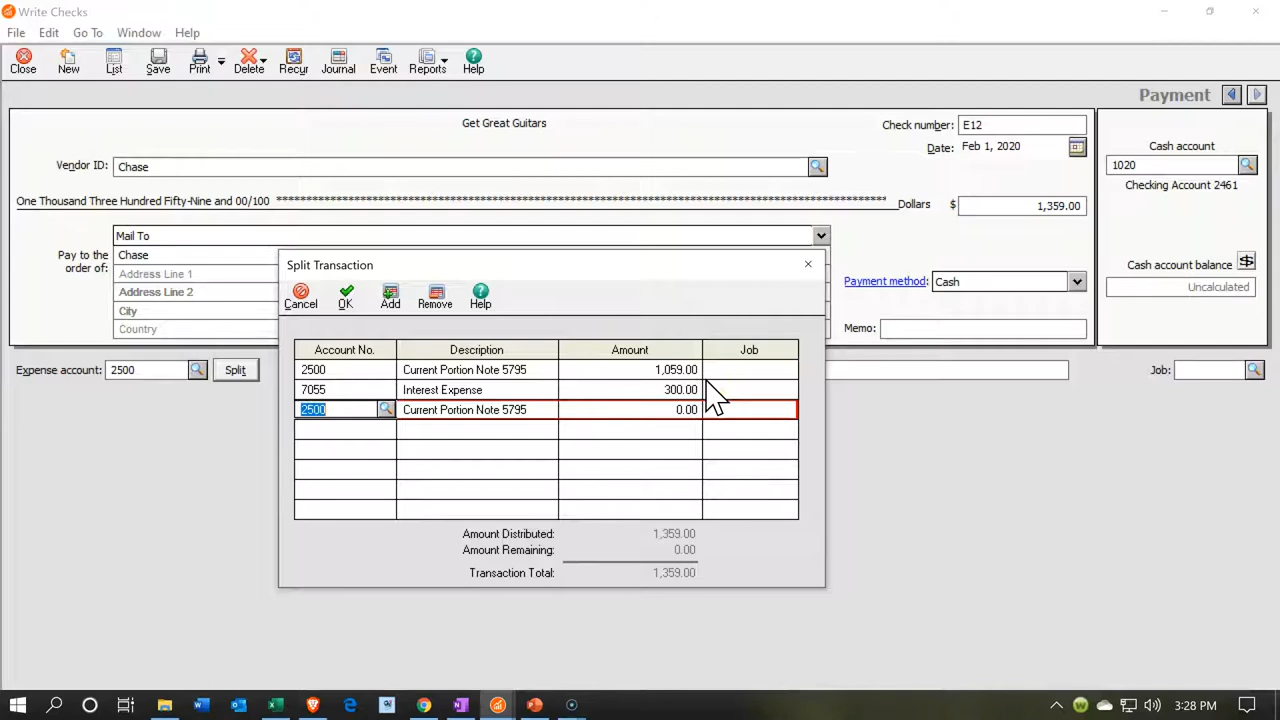 Write Checks
File Edit Go To Window Help
Close New List Save Print Delete Recur Journal Event Reports Help
Payment
Get Great Guitars
Check number: E12
Date: Feb 1, 2020
Cash account
1020
Checking Account 2461
Vendor ID: Chase
One Thousand Three Hundred Fifty-Nine and 00/100 ****************************************************************************************************************************************** Dollars $ 1,359.00
Mail To
Pay to the order of:
Chase
Address Line 1
Address Line 2
City
Country
Cash account balance
Uncalculated
Payment method: Cash
Memo:
Expense account: 2500 Split
Job:
Split Transaction
Cancel OK Add Remove Help
Account No. Description Amount Job
2500 Current Portion Note 5795 1,059.00
7055 Interest Expense 300.00
2500 Current Portion Note 5795 0.00
Amount Distributed: 1,359.00
Amount Remaining: 0.00
Transaction Total: 1,359.00
3:28 PM